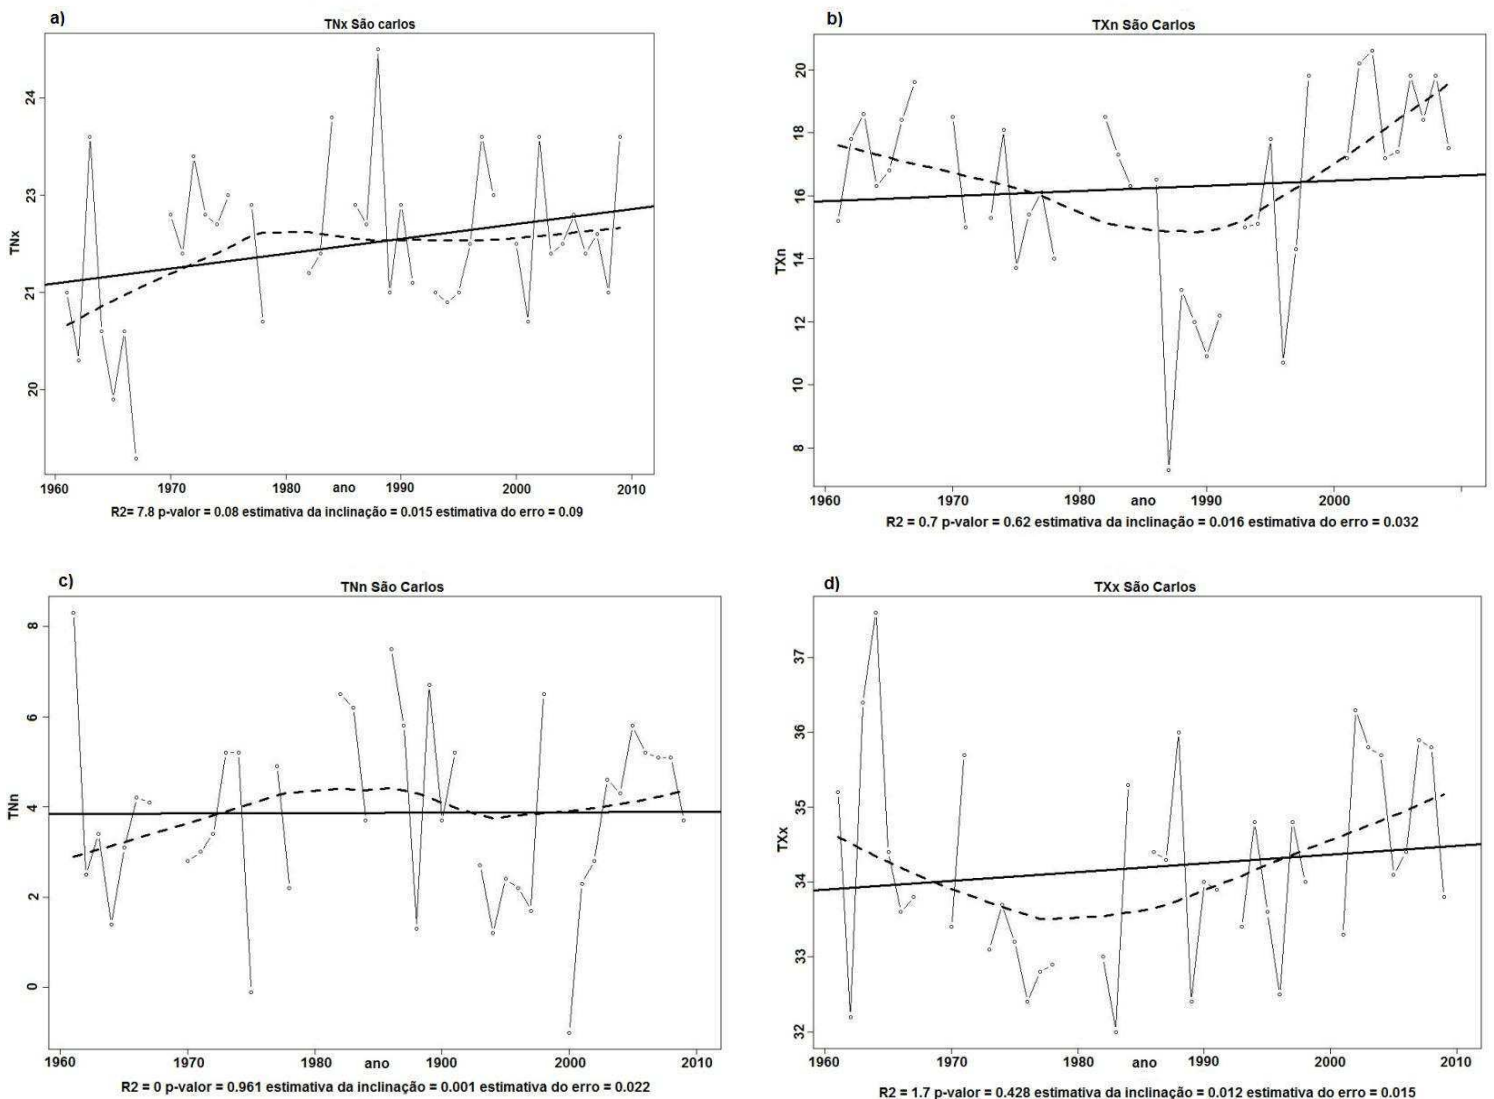 a)
TNx São carlos
24
23
21
20
TNx
1960 1970 1980 ano 1990 2000 2010
R2= 7.8 p-valor = 0.08 estimativa da inclinação = 0.015 estimativa do erro = 0.09
b)
TXn São Carlos
20
18
16
14
12
10
8
TXn
1960 1970 1980 ano 1990 2000
R2 = 0.7 p-valor = 0.62 estimativa da inclinação = 0.016 estimativa do erro = 0.032
c)
TNn São Carlos
8
6
4
2
0
TNn
1960 1970 1980 ano 1990 2000 2010
R2 = 0 p-valor = 0.961 estimativa da inclinação = 0.001 estimativa do erro = 0.022
d)
TXx São Carlos
37
36
35
34
33
32
TXx
1960 1970 1980 ano 1990 2000 2010
R2 = 1.7 p-valor = 0.428 estimativa da inclinação = 0.012 estimativa do erro = 0.015